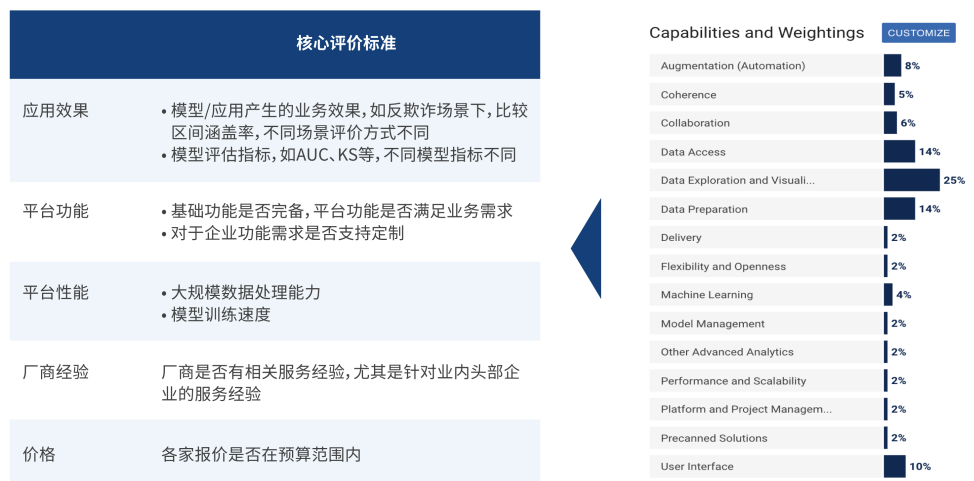 核心评价标准
应用效果
• 模型/应用产生的业务效果，如反欺诈场景下，比较
区间涵盖率，不同场景评价方式不同
• 模型评估指标，如AUC、KS等，不同模型指标不同
平台功能
• 基础功能是否完备，平台功能是否满足业务需求
• 对于企业功能需求是否支持定制
平台性能
• 大规模数据处理能力
• 模型训练速度
厂商经验
厂商是否有相关服务经验，尤其是针对业内头部企
业的服务经验
价格
各家报价是否在预算范围内
Capabilities and Weightings
CUSTOMIZE
Augmentation (Automation) 8%
Coherence 5%
Collaboration 6%
Data Access 14%
Data Exploration and Visuali... 25%
Data Preparation 14%
Delivery 2%
Flexibility and Openness 2%
Machine Learning 4%
Model Management 2%
Other Advanced Analytics 2%
Performance and Scalability 2%
Platform and Project Managem... 2%
Precanned Solutions 2%
User Interface 10%